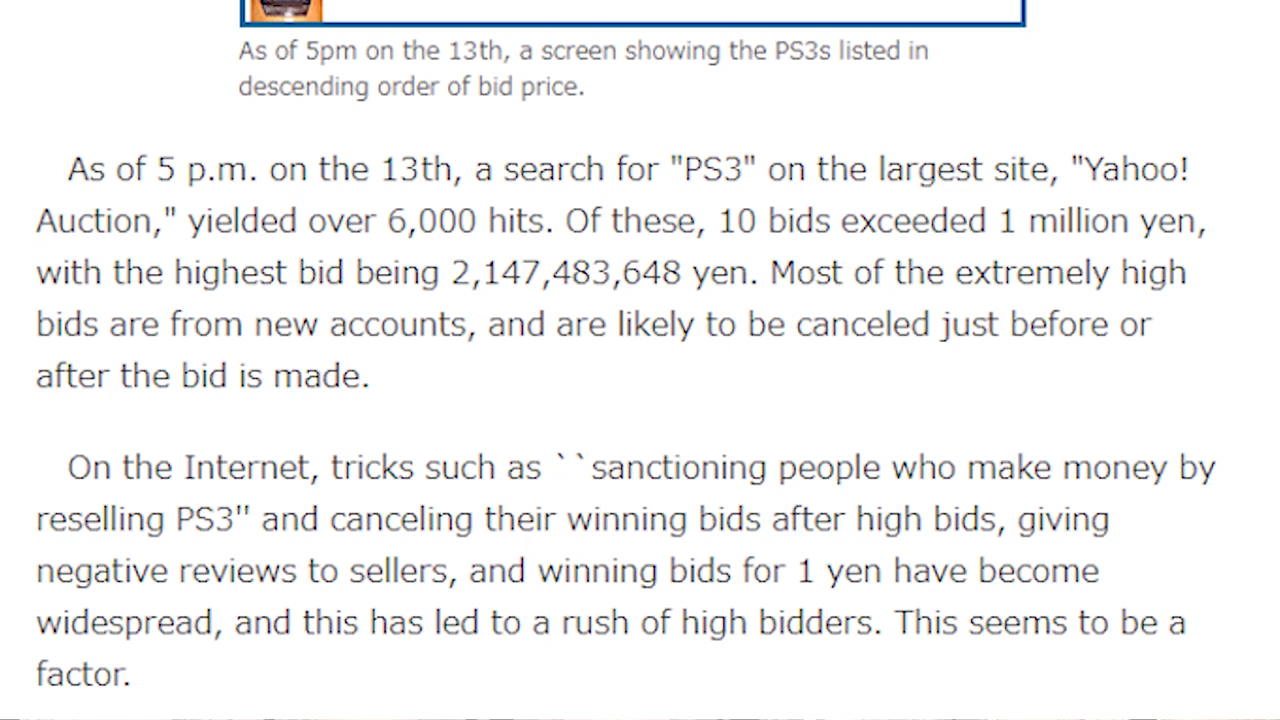 As of 5pm on the 13th, a screen showing the PS3s listed in
descending order of bid price.
As of 5 p.m. on the 13th, a search for "PS3" on the largest site, "Yahoo!
Auction," yielded over 6,000 hits. Of these, 10 bids exceeded 1 million yen,
with the highest bid being 2,147,483,648 yen. Most of the extremely high
bids are from new accounts, and are likely to be canceled just before or
after the bid is made.
On the Internet, tricks such as ``sanctioning people who make money by
reselling PS3'' and canceling their winning bids after high bids, giving
negative reviews to sellers, and winning bids for 1 yen have become
widespread, and this has led to a rush of high bidders. This seems to be a
factor.